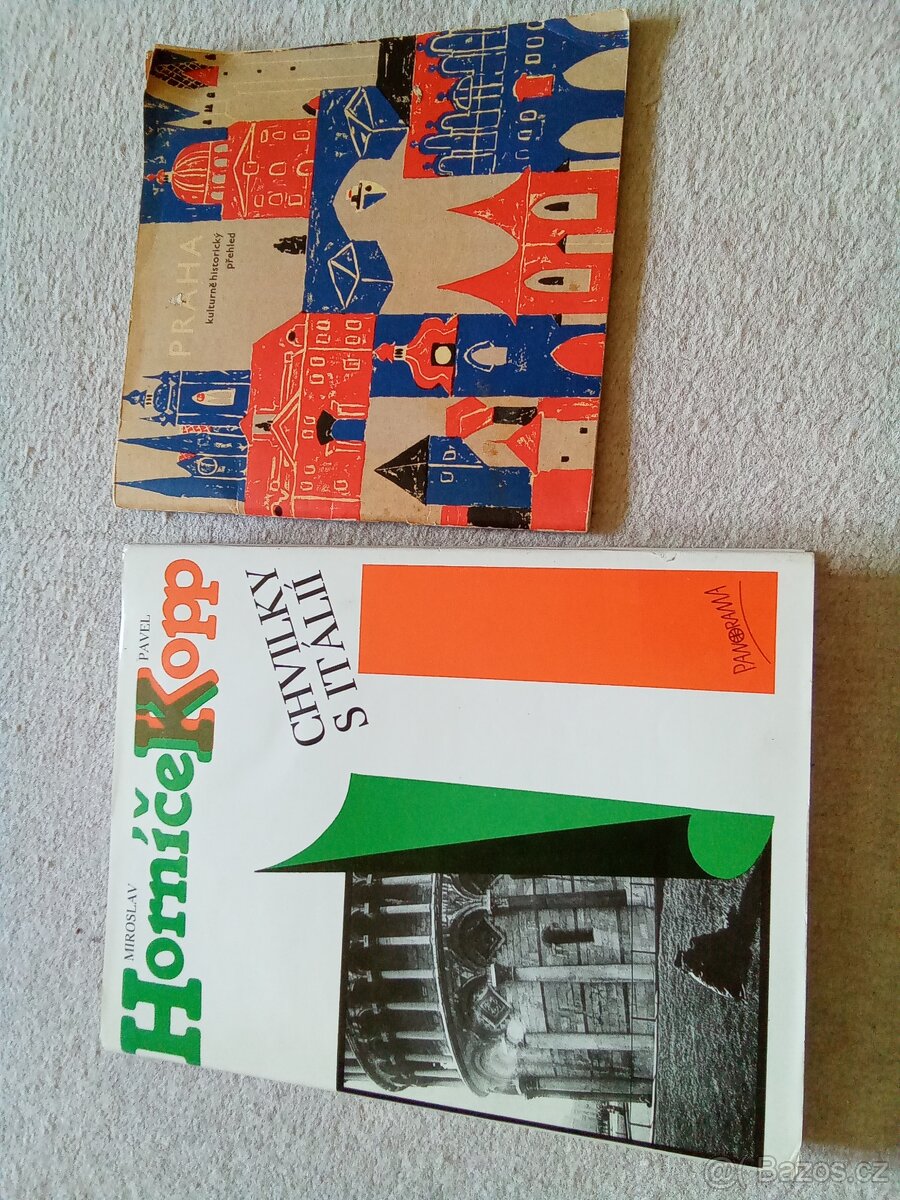 PRAHA
kulturně historický
přehled
MIROSLAV
PAVEL
Horníček
Kopp
CHVILKY
S ITÁLIÍ
PANORAMA
@ Bazos.cz